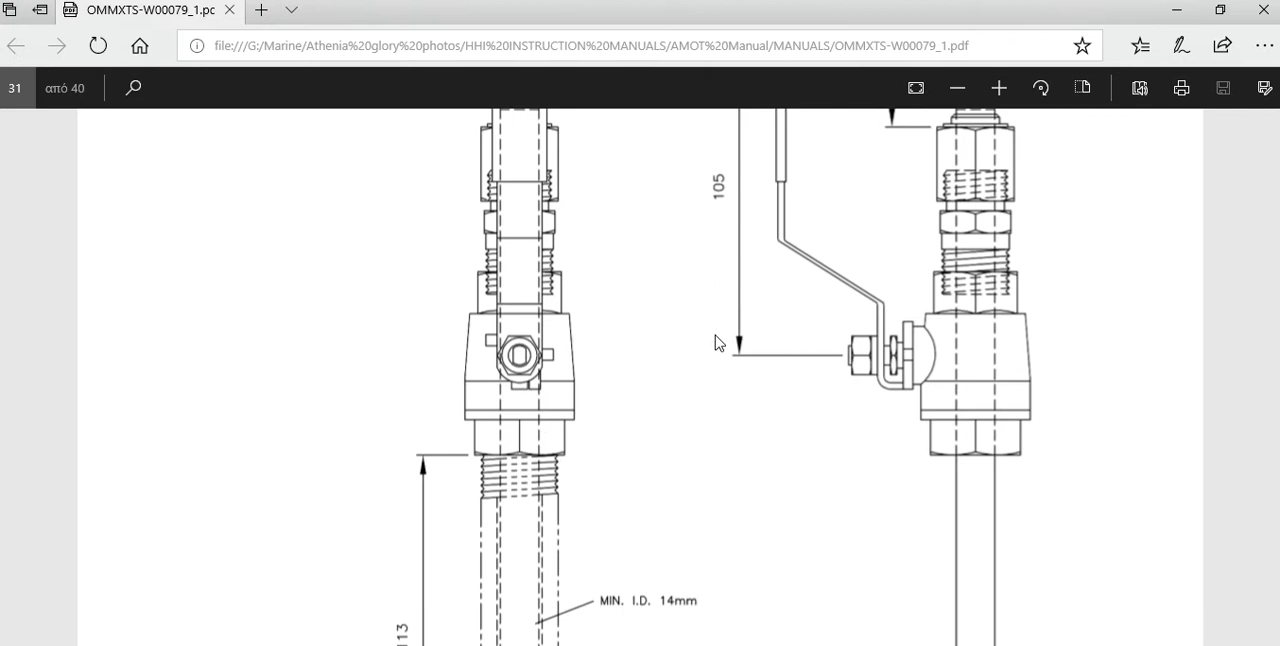 OMMXTS-W00079_1.pc
file:///G:/Marine/Athenia%20glory%20photos/HHI%20INSTRUCTION%20MANUALS/AMOT%20Manual/MANUALS/OMMXTS-W00079_1.pdf
31 από 40
105
MIN. I.D. 14mm
113